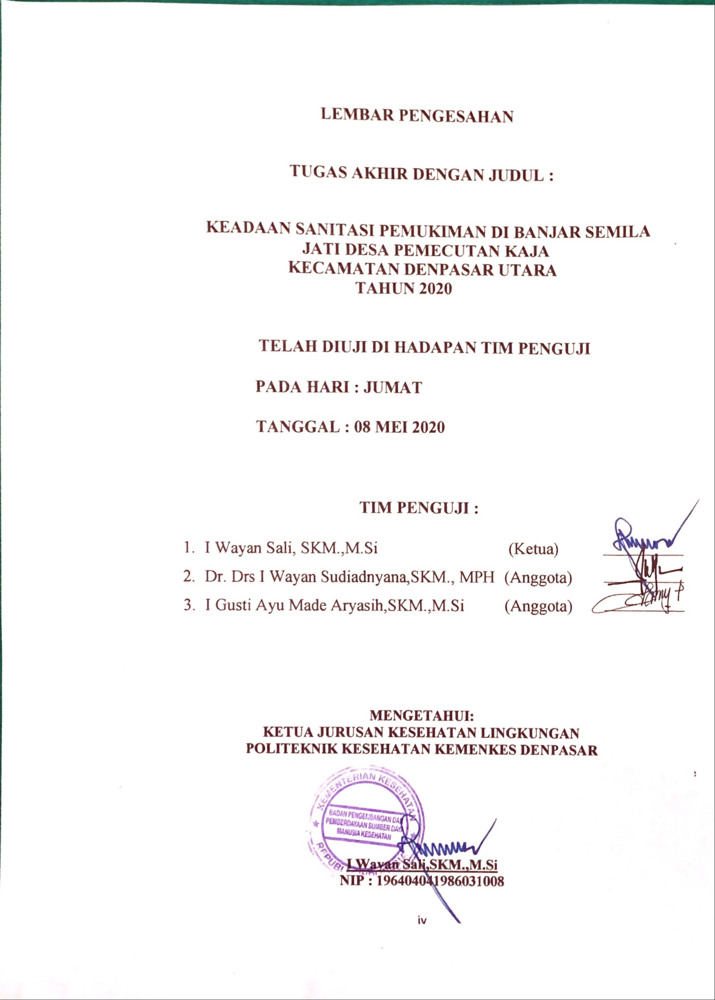 LEMBAR PENGESAHAN
TUGAS AKHIR DENGAN JUDUL :
KEADAAN SANITASI PEMUKIMAN DI BANJAR SEMILA
JATI DESA PEMECUTAN KAJA
KECAMATAN DENPASAR UTARA
TAHUN 2020
TELAH DIUJI DI HADAPAN TIM PENGUJI
PADA HARI : JUMAT
TANGGAL : 08 MEI 2020
TIM PENGUJI :
1. I Wayan Sali, SKM.,M.Si (Ketua)
2. Dr. Drs I Wayan Sudiadnyana,SKM., MPH (Anggota)
3. I Gusti Ayu Made Aryasih,SKM.,M.Si (Anggota)
MENGETAHUI:
KETUA JURUSAN KESEHATAN LINGKUNGAN
POLITEKNIK KESEHATAN KEMENKES DENPASAR
KEMENTERIAN KESEHATAN
BADAN PENGEMBANGAN DAN
PEMBERDAYAAN SUMBER DAYA
MANUSIA KESEHATAN
I Wayan Sali,SKM.,M.Si
NIP : 196404041986031008
iv